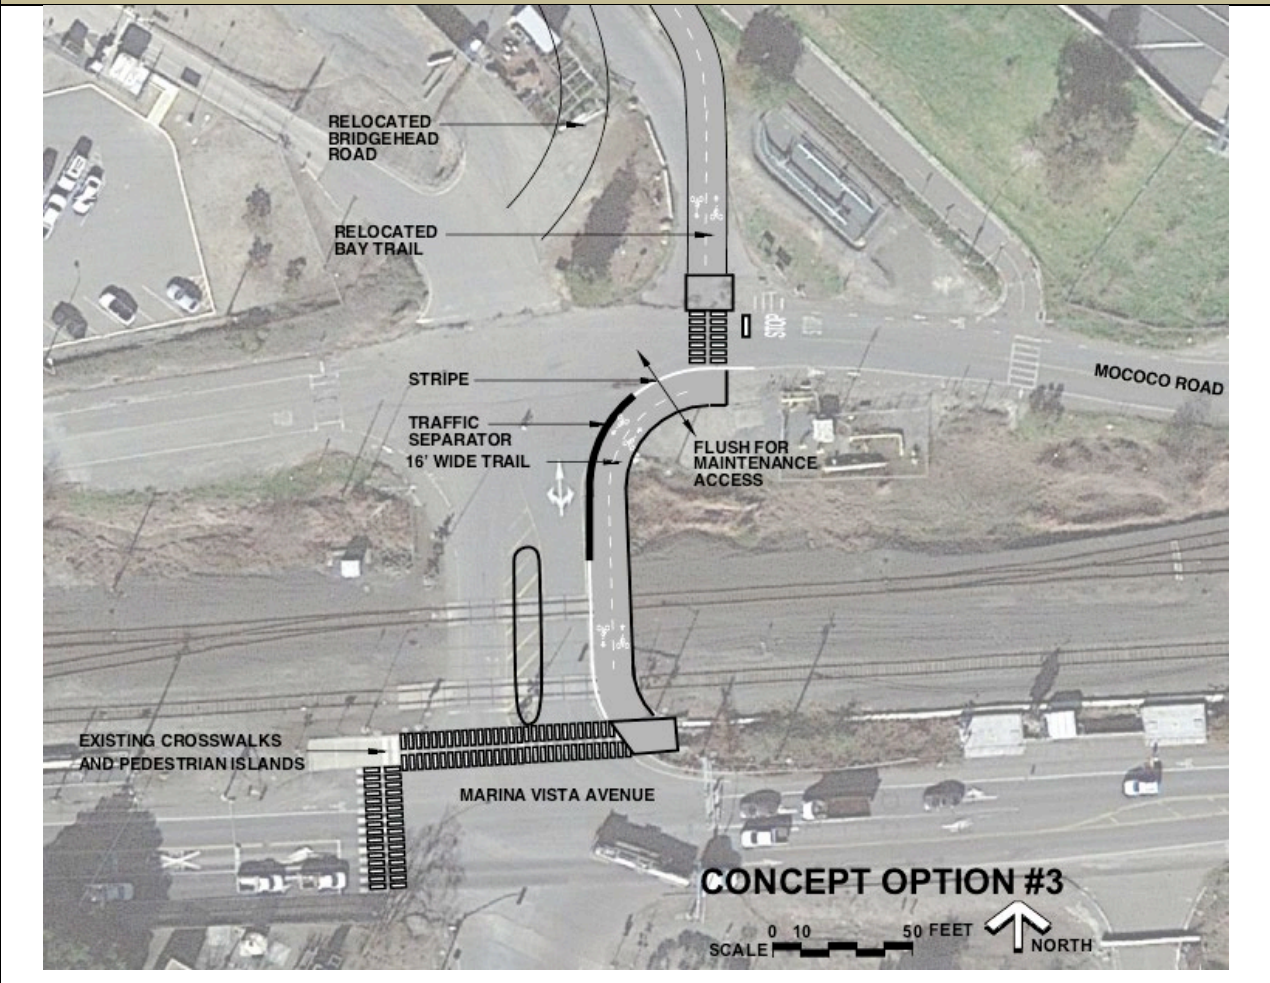 RELOCATED
BRIDGEHEAD
ROAD
RELOCATED
BAY TRAIL
STOP
STOP
STRIPE
MOCOCO ROAD
TRAFFIC
SEPARATOR
16' WIDE TRAIL
FLUSH FOR
MAINTENANCE
ACCESS
EXISTING CROSSWALKS
AND PEDESTRIAN ISLANDS
MARINA VISTA AVENUE
CONCEPT OPTION #3
0 10 50 FEET
SCALE
NORTH